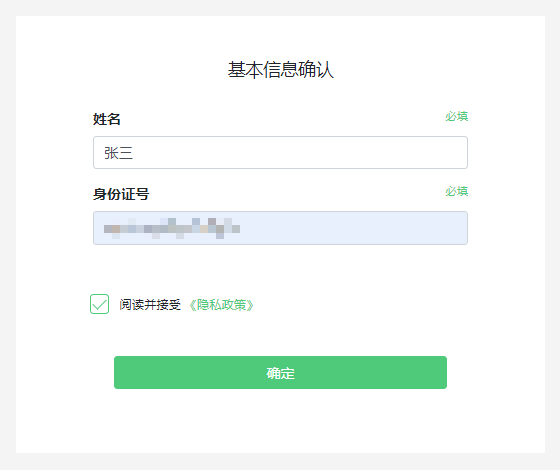 基本信息确认
姓名 必填
张三
身份证号 必填
阅读并接受《隐私政策》
确定